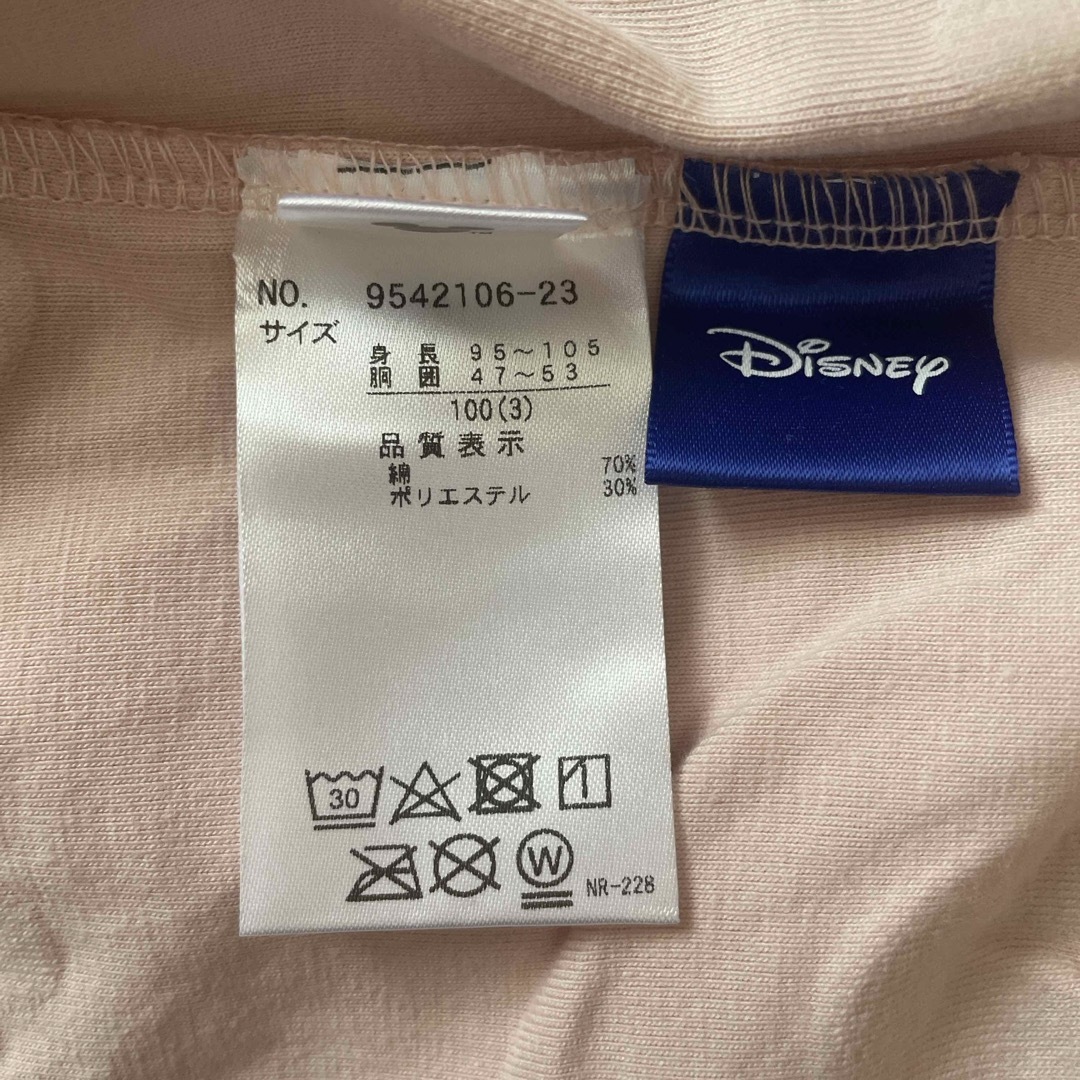 NO. 9542106-23
サイズ
身長 95〜105
胴囲 47〜53
100(3)
品質表示
綿 70%
ポリエステル 30%
30
1
W
NR-228
Disney